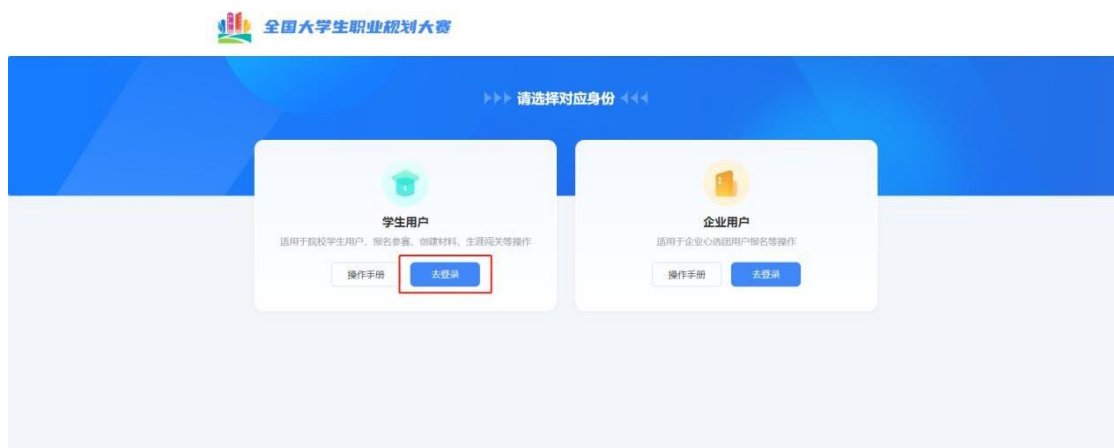 全国大学生职业规划大赛
请选择对应身份
学生用户
适用于院校学生用户、报名参赛、创建材料、生涯闯关等操作
操作手册
去登录
企业用户
适用于企业心选团用户报名等操作
操作手册
去登录